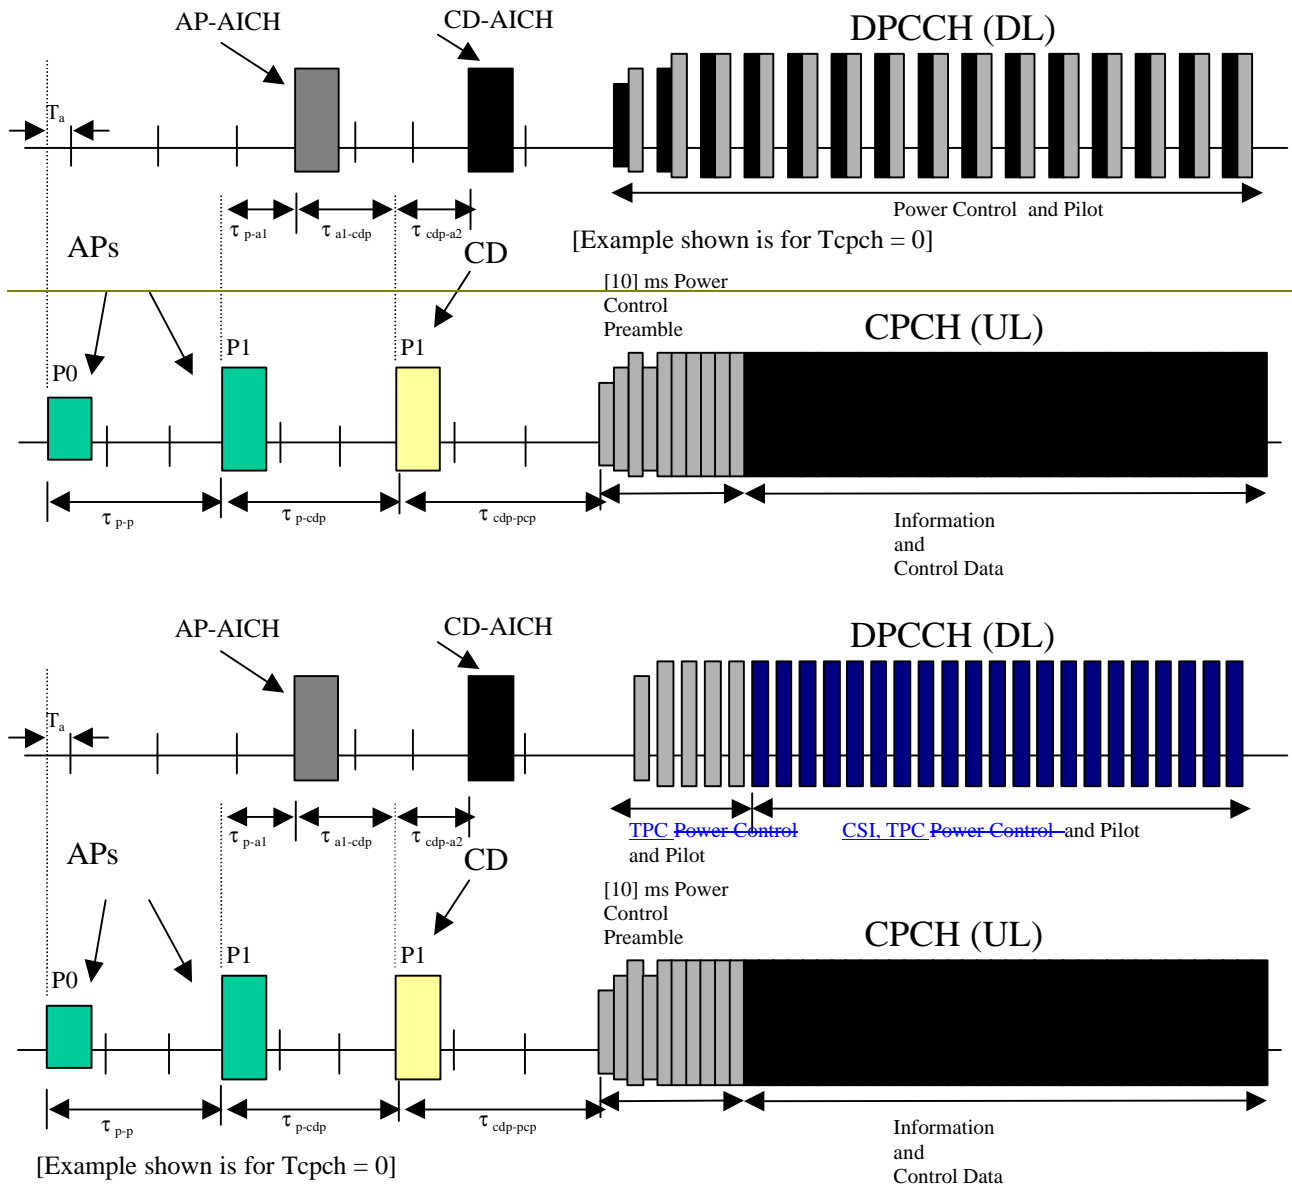 AP-AICH
CD-AICH
DPCCH (DL)
Ta
τ p-a1
τ a1-cdp
τ cdp-a2
Power Control and Pilot
[Example shown is for Tcpch = 0]
APs
CD
[10] ms Power
Control
Preamble
CPCH (UL)
P0
P1
P1
τ p-p
τ p-cdp
τ cdp-pcp
Information
and
Control Data
AP-AICH
CD-AICH
DPCCH (DL)
Ta
τ p-a1
τ a1-cdp
τ cdp-a2
TPC Power Control
and Pilot
CSI, TPC Power Control and Pilot
APs
CD
[10] ms Power
Control
Preamble
CPCH (UL)
P0
P1
P1
τ p-p
τ p-cdp
τ cdp-pcp
Information
and
Control Data
[Example shown is for Tcpch = 0]